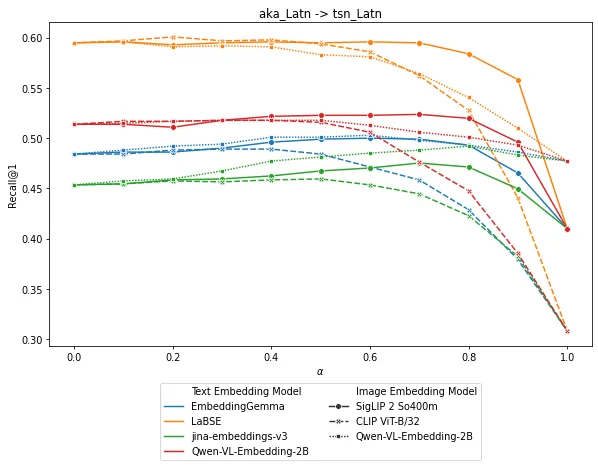 aka_Latn -> tsn_Latn
Recall@1
0.60
0.55
0.50
0.45
0.40
0.35
0.30
0.0 0.2 0.4 0.6 0.8 1.0
α
Text Embedding Model
EmbeddingGemma
LaBSE
jina-embeddings-v3
Qwen-VL-Embedding-2B
Image Embedding Model
SigLIP 2 So400m
CLIP ViT-B/32
Qwen-VL-Embedding-2B